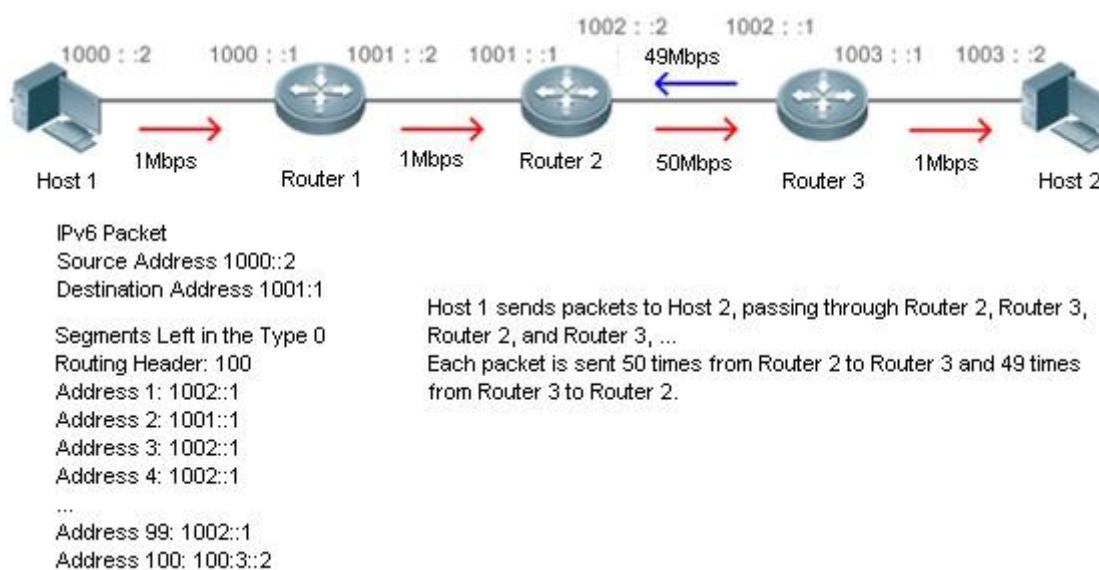 1002 : :2 1002 : :1
1000 : :2 1000 : :1 1001 : :2 1001 : :1 49Mbps 1003 : :1 1003 : :2
1Mbps 1Mbps 50Mbps 1Mbps
Host 1 Router 1 Router 2 Router 3 Host 2
IPv6 Packet
Source Address 1000::2
Destination Address 1001:1
Segments Left in the Type 0
Routing Header: 100
Address 1: 1002::1
Address 2: 1001::1
Address 3: 1002::1
Address 4: 1002::1
...
Address 99: 1002::1
Address 100: 100:3::2
Host 1 sends packets to Host 2, passing through Router 2, Router 3,
Router 2, and Router 3, ...
Each packet is sent 50 times from Router 2 to Router 3 and 49 times
from Router 3 to Router 2.